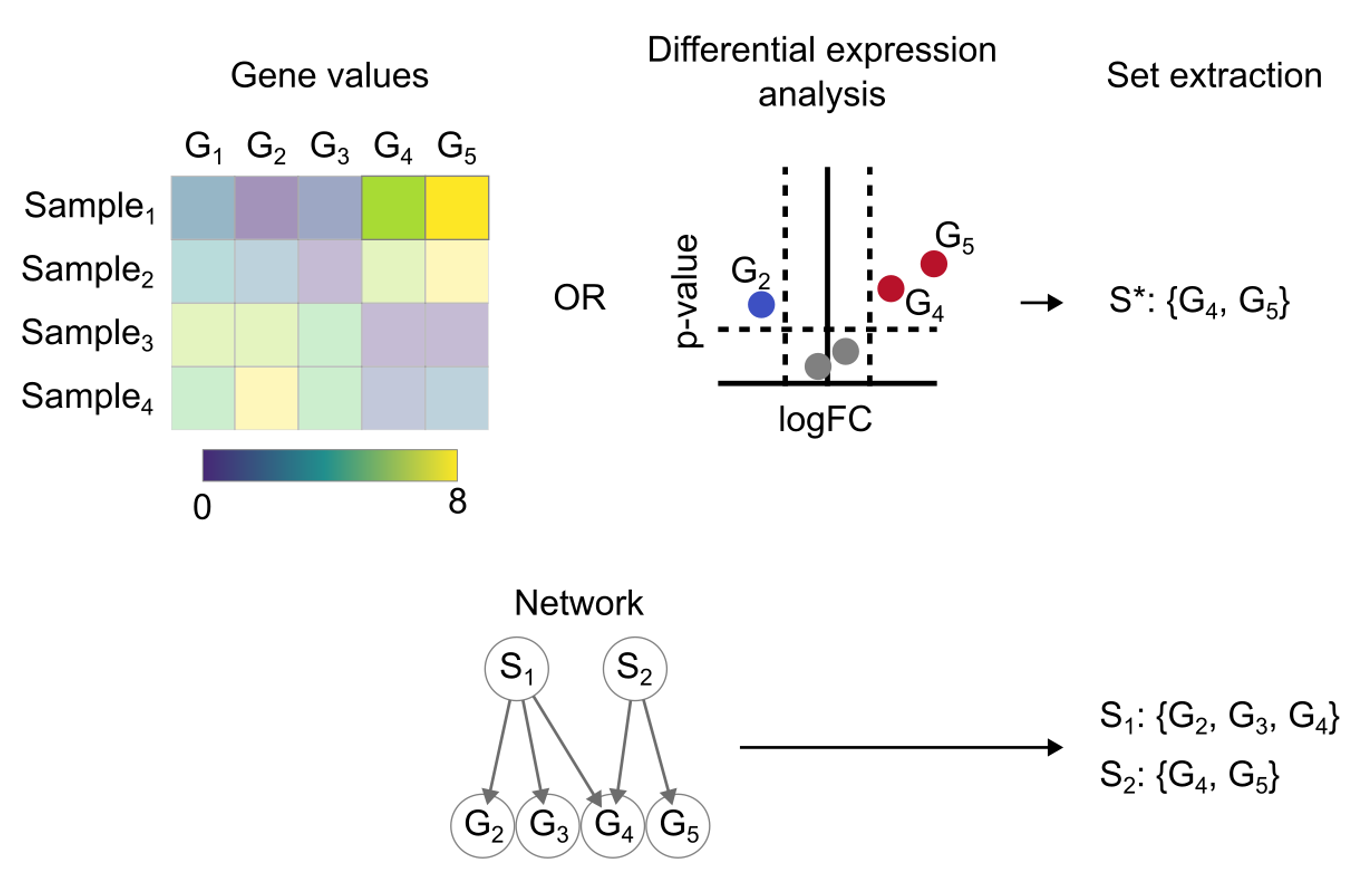 Gene values
Differential expression
analysis
Set extraction
G₁ G₂ G₃ G₄ G₅
Sample₁
Sample₂
Sample₃
Sample₄
0 8
OR
p-value
G₂
G₅
G₄
logFC
S*: {G₄, G₅}
Network
S₁ S₂
G₂ G₃ G₄ G₅
S₁: {G₂, G₃, G₄}
S₂: {G₄, G₅}